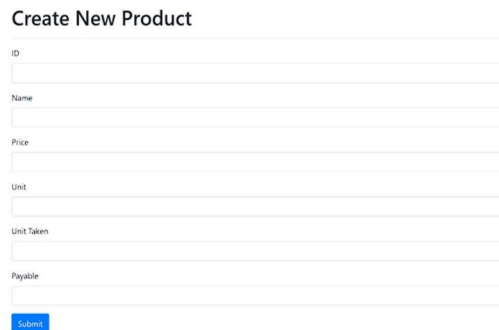 Create New Product
ID
Name
Price
Unit
Unit Taken
Payable
Submit